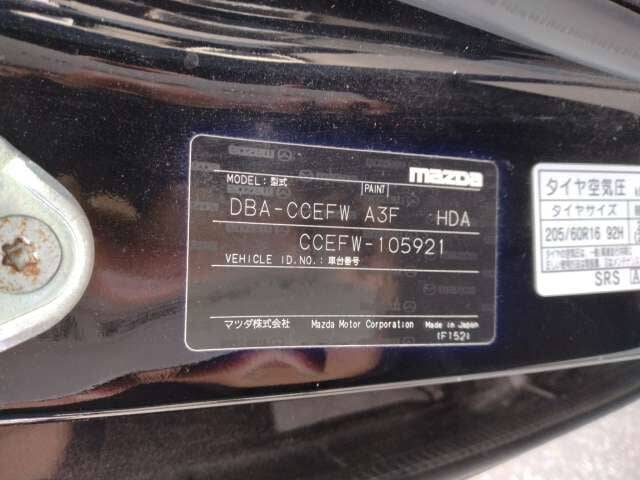 mazda
MODEL: 型式 PAINT
DBA-CCEFW A3F HDA
CCEFW-105921
VEHICLE ID.NO.: 車台番号
マツダ株式会社 Mazda Motor Corporation Made in Japan
(F152)
タイヤ空気圧
タイヤサイズ
205/60R16 92H
SRS